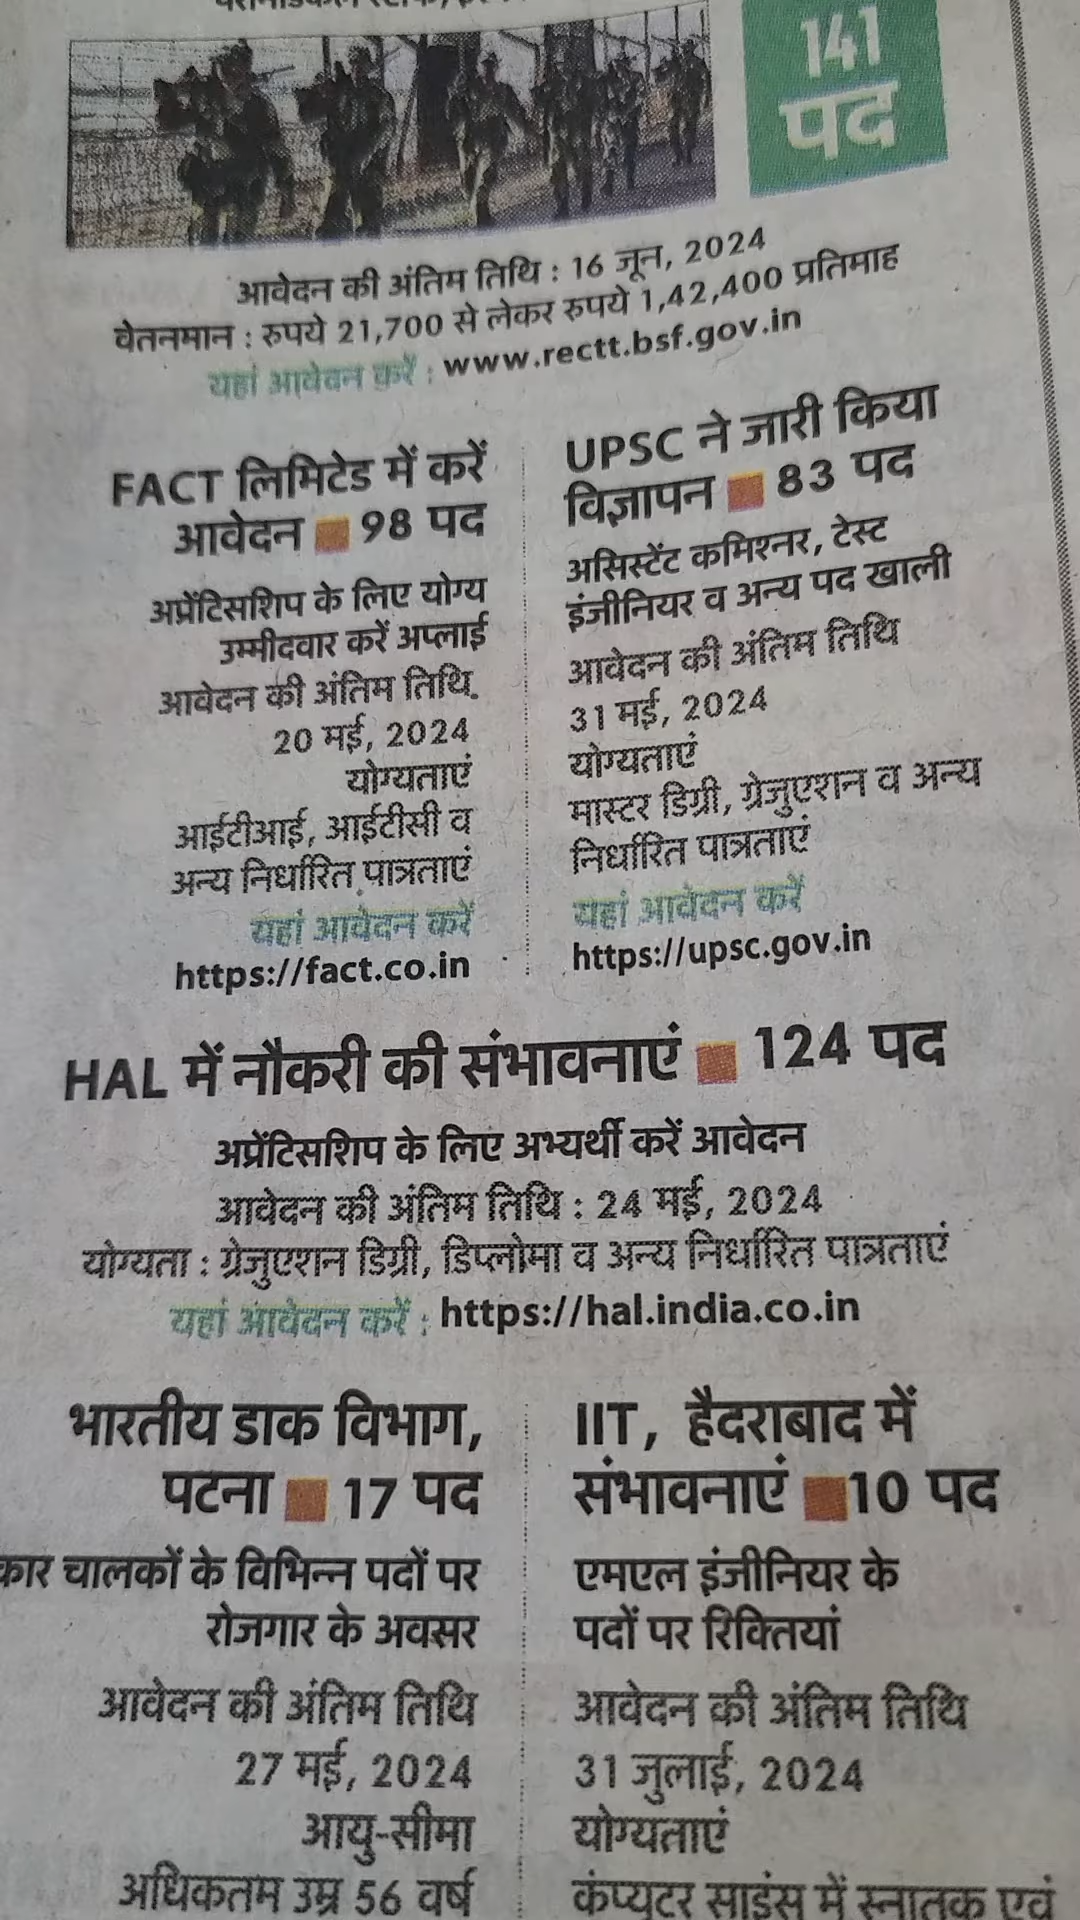 141
पद
आवेदन की अंतिम तिथि : 16 जून, 2024
वेतनमान : रुपये 21,700 से लेकर रुपये 1,42,400 प्रतिमाह
यहां आवेदन करें : www.rectt.bsf.gov.in
FACT लिमिटेड में करें
आवेदन ■ 98 पद
अप्रेंटिसशिप के लिए योग्य
उम्मीदवार करें अप्लाई
आवेदन की अंतिम तिथि
20 मई, 2024
योग्यताएं
आईटीआई, आईटीसी व
अन्य निर्धारित पात्रताएं
यहां आवेदन करें
https://fact.co.in
UPSC ने जारी किया
विज्ञापन ■ 83 पद
असिस्टेंट कमिश्नर, टेस्ट
इंजीनियर व अन्य पद खाली
आवेदन की अंतिम तिथि
31 मई, 2024
योग्यताएं
मास्टर डिग्री, ग्रेजुएशन व अन्य
निर्धारित पात्रताएं
यहां आवेदन करें
https://upsc.gov.in
HAL में नौकरी की संभावनाएं ■ 124 पद
अप्रेंटिसशिप के लिए अभ्यर्थी करें आवेदन
आवेदन की अंतिम तिथि : 24 मई, 2024
योग्यता : ग्रेजुएशन डिग्री, डिप्लोमा व अन्य निर्धारित पात्रताएं
यहां आवेदन करें : https://hal.india.co.in
भारतीय डाक विभाग,
पटना ■ 17 पद
कार चालकों के विभिन्न पदों पर
रोजगार के अवसर
आवेदन की अंतिम तिथि
27 मई, 2024
आयु-सीमा
अधिकतम उम्र 56 वर्ष
IIT, हैदराबाद में
संभावनाएं ■ 10 पद
एमएल इंजीनियर के
पदों पर रिक्तियां
आवेदन की अंतिम तिथि
31 जुलाई, 2024
योग्यताएं
कंप्यूटर साइंस में स्नातक एवं